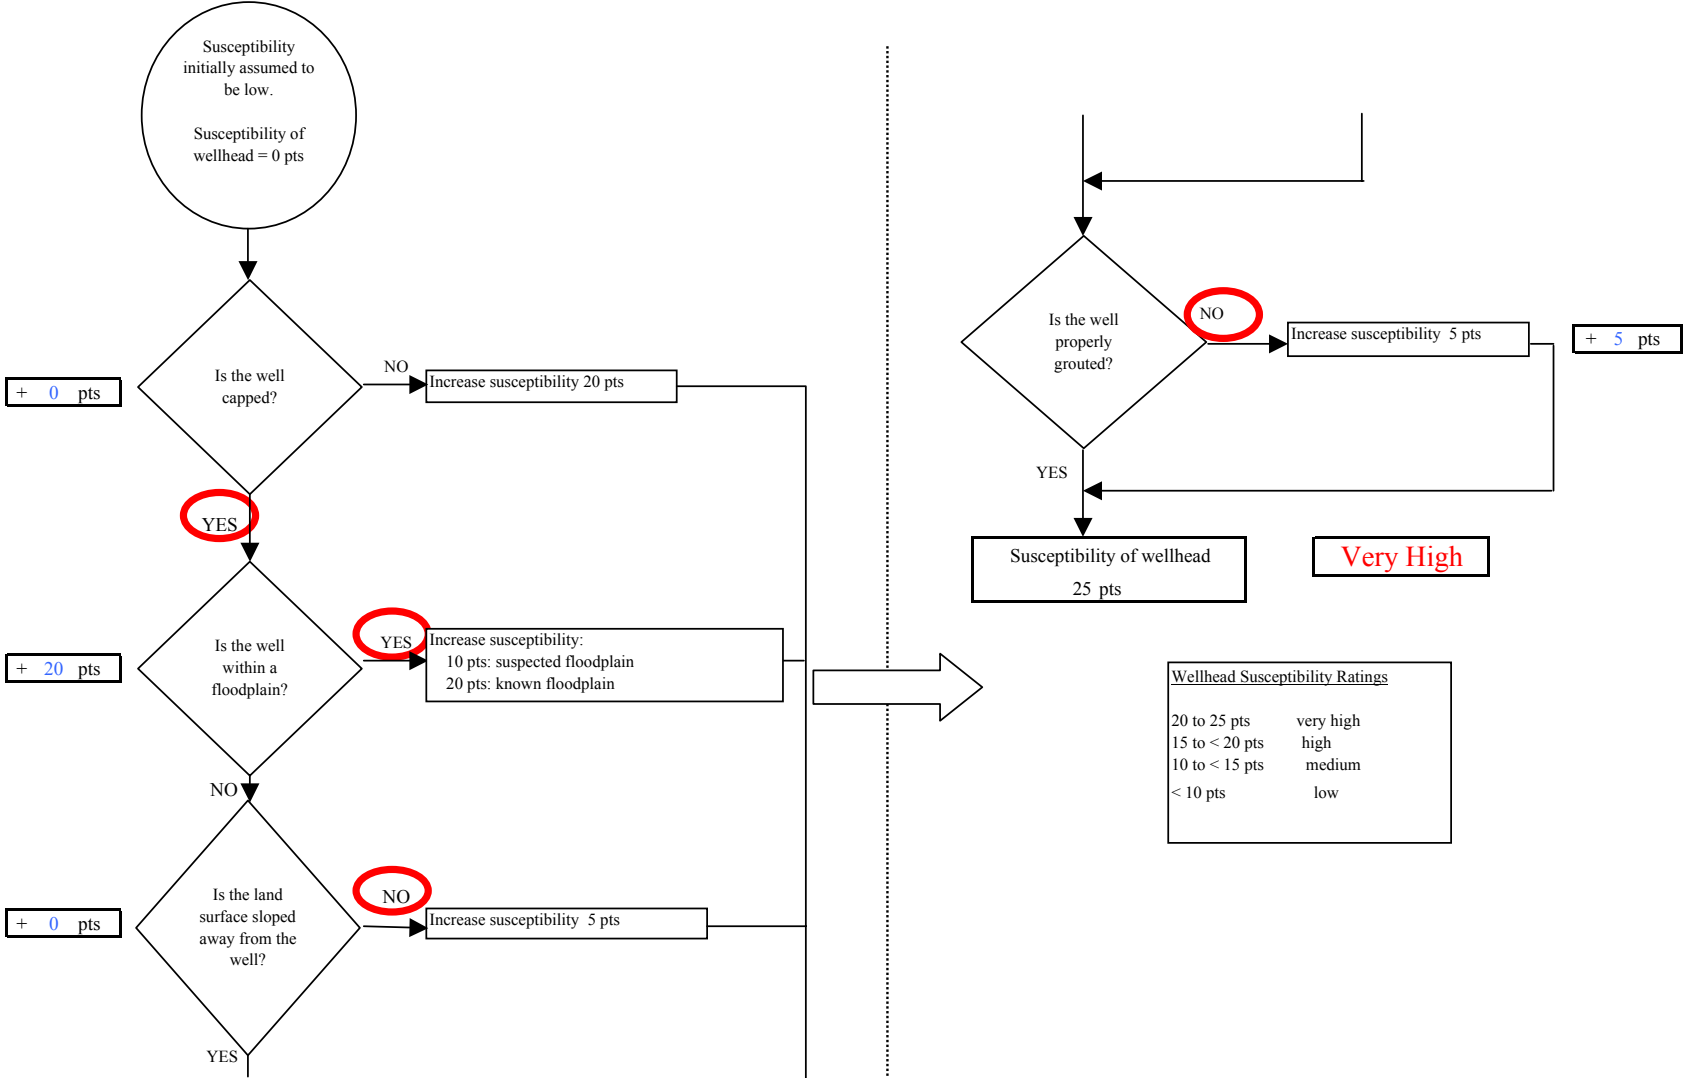 Susceptibility
initially assumed to
be low.
Susceptibility of
wellhead = 0 pts
Is the well
capped?
NO
Increase susceptibility 20 pts
+ 0 pts
YES
Is the well
within a
floodplain?
YES
Increase susceptibility:
10 pts: suspected floodplain
20 pts: known floodplain
+ 20 pts
NO
Is the land
surface sloped
away from the
well?
NO
Increase susceptibility 5 pts
+ 0 pts
YES
Is the well
properly
grouted?
NO
Increase susceptibility 5 pts
+ 5 pts
YES
Susceptibility of wellhead
25 pts
Very High
Wellhead Susceptibility Ratings
20 to 25 pts very high
15 to < 20 pts high
10 to < 15 pts medium
< 10 pts low